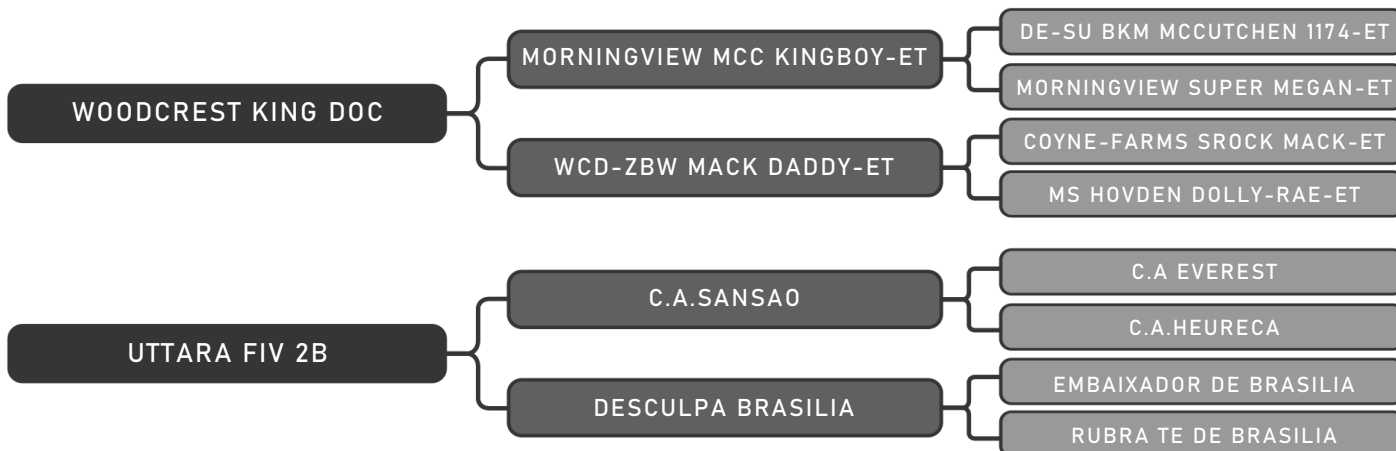 WOODCREST KING DOC
MORNINGVIEW MCC KINGBOY-ET
DE-SU BKM MCCUTCHEN 1174-ET
MORNINGVIEW SUPER MEGAN-ET
WCD-ZBW MACK DADDY-ET
COYNE-FARMS SROCK MACK-ET
MS HOVDEN DOLLY-RAE-ET
UTTARA FIV 2B
C.A.SANSAO
C.A EVEREST
C.A.HEURECA
DESCULPA BRASILIA
EMBAIXADOR DE BRASILIA
RUBRA TE DE BRASILIA